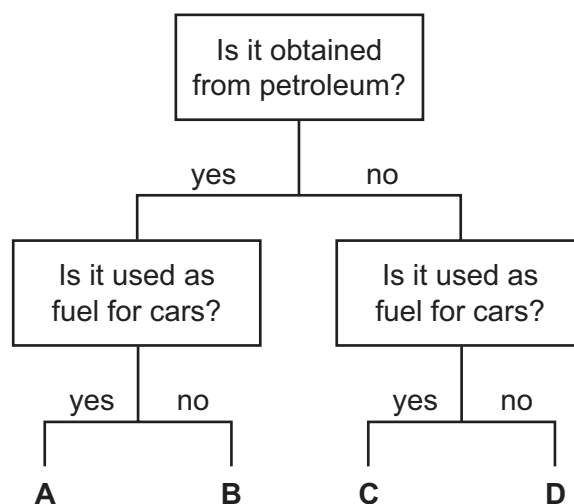 Is it obtained
from petroleum?
yes no
Is it used as
fuel for cars?
Is it used as
fuel for cars?
yes no
yes no
A B C D